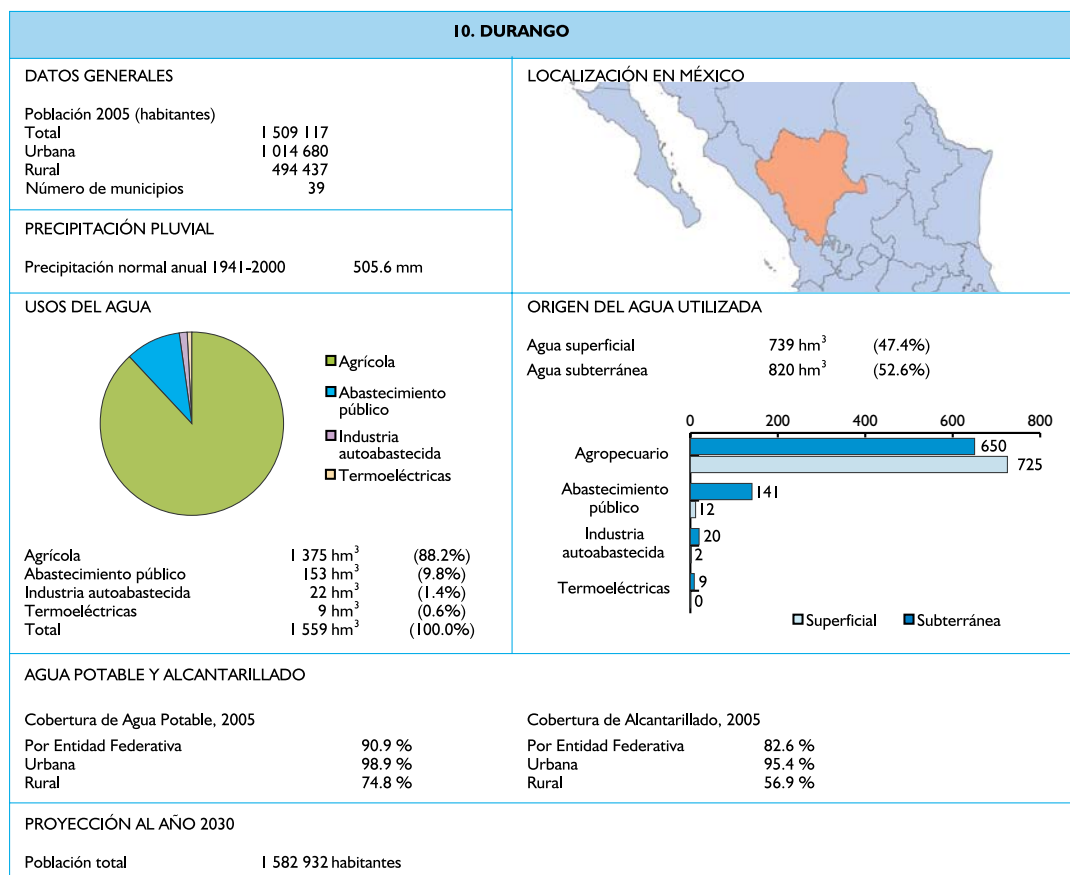 10. DURANGO
DATOS GENERALES
Población 2005 (habitantes)
Total 1 509 117
Urbana 1 014 680
Rural 494 437
Número de municipios 39
LOCALIZACIÓN EN MÉXICO
PRECIPITACIÓN PLUVIAL
Precipitación normal anual 1941-2000 505.6 mm
USOS DEL AGUA
Agrícola
Abastecimiento
público
Industria
autoabastecida
Termoeléctricas
Agrícola 1 375 hm³ (88.2%)
Abastecimiento público 153 hm³ (9.8%)
Industria autoabastecida 22 hm³ (1.4%)
Termoeléctricas 9 hm³ (0.6%)
Total 1 559 hm³ (100.0%)
ORIGEN DEL AGUA UTILIZADA
Agua superficial 739 hm³ (47.4%)
Agua subterránea 820 hm³ (52.6%)
0 200 400 600 800
Agropecuario 650
725
Abastecimiento 141
público 12
Industria 20
autoabastecida 2
Termoeléctricas 9
0
Superficial Subterránea
AGUA POTABLE Y ALCANTARILLADO
Cobertura de Agua Potable, 2005
Por Entidad Federativa 90.9 %
Urbana 98.9 %
Rural 74.8 %
Cobertura de Alcantarillado, 2005
Por Entidad Federativa 82.6 %
Urbana 95.4 %
Rural 56.9 %
PROYECCIÓN AL AÑO 2030
Población total 1 582 932 habitantes